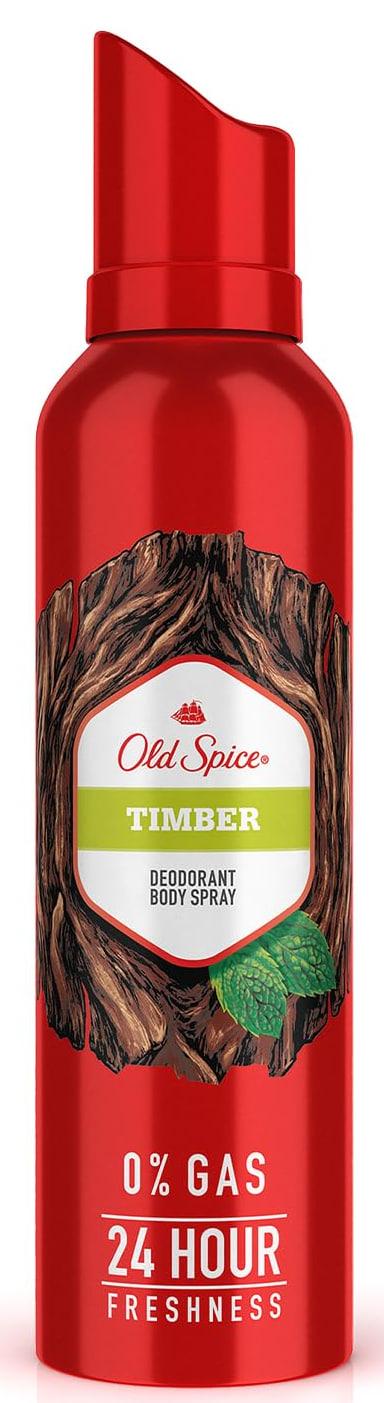 Old Spice®
TIMBER
DEODORANT
BODY SPRAY
0% GAS
24 HOUR
FRESHNESS